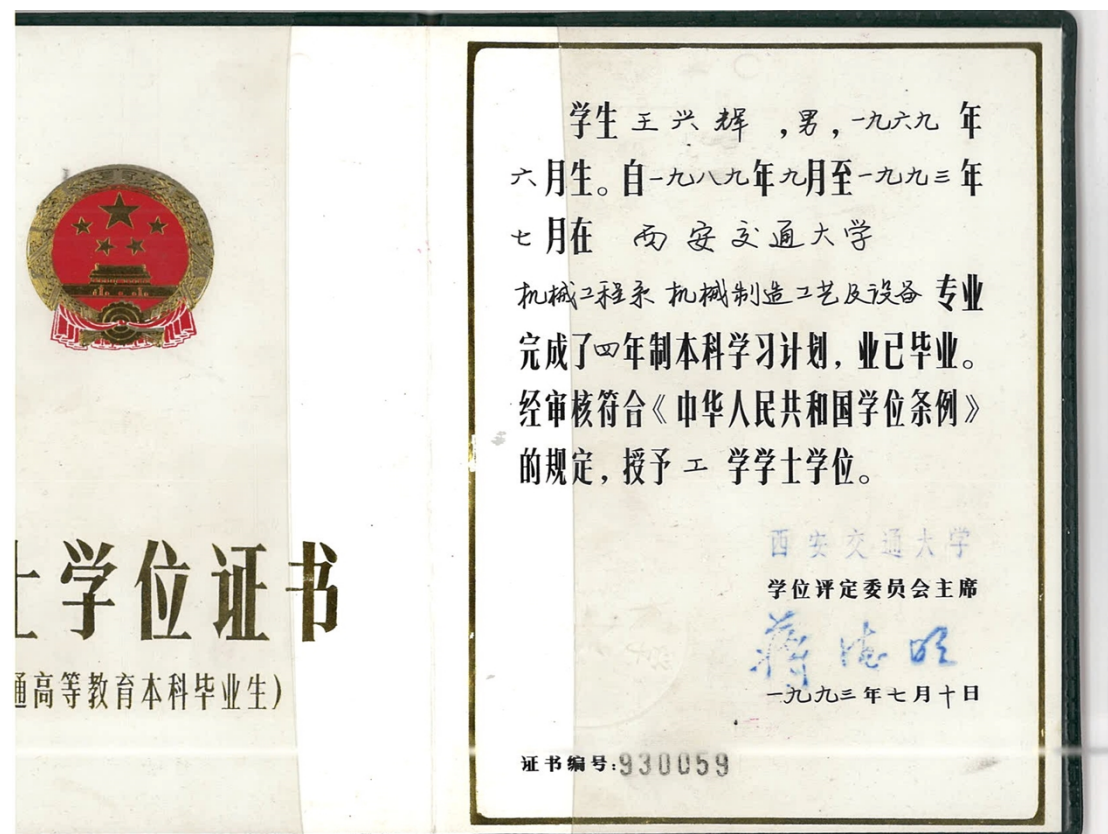 士学位证书
通高等教育本科毕业生)
学生王兴辉,男,一九六九年
六月生。自一九八九年九月至一九九三年
七月在 西安交通大学
机械工程系机械制造工艺及设备专业
完成了四年制本科学习计划,业已毕业。
经审核符合《中华人民共和国学位条例》
的规定,授予工学学士学位。
西安交通大学
学位评定委员会主席
蒋德明
一九九三年七月十日
证书编号:930059